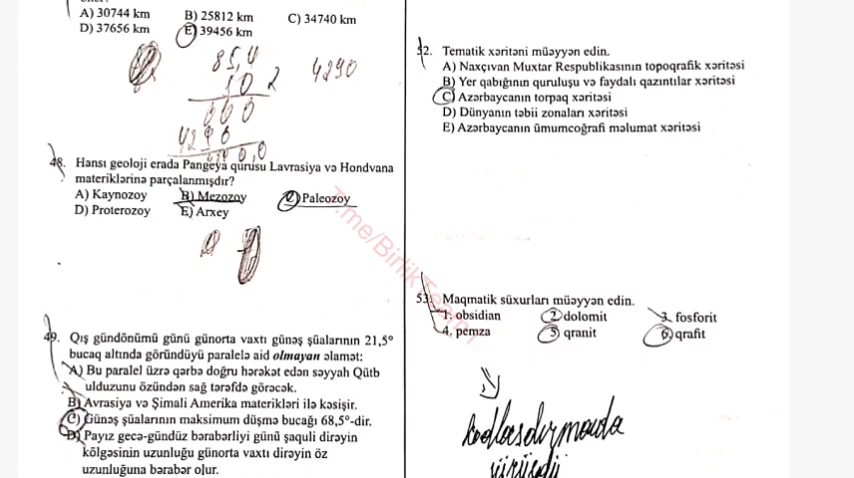 A) 30744 km B) 25812 km C) 34740 km
D) 37656 km E) 39456 km
85,0
10 2
4290
000
48. Hansı geoloji erada Pangeya qurusu Lavrasiya və Hondvana
materiklərinə parçalanmışdır?
A) Kaynozoy B) Mezozoy C) Paleozoy
D) Proterozoy E) Arxey
49. Qış gündönümü günü günorta vaxtı günəş şüalarının 21,5°
bucaq altında göründüyü paralelə aid olmayan əlamət:
A) Bu paralel üzrə qərbə doğru hərəkət edən səyyah Qütb
ulduzunu özündən sağ tərəfdə görəcək.
B) Avrasiya və Şimali Amerika materikləri ilə kəsişir.
C) Günəş şüalarının maksimum düşmə bucağı 68,5°-dir.
D) Payız gecə-gündüz bərabərliyi günü şaquli dirəyin
kölgəsinin uzunluğu günorta vaxtı dirəyin öz
uzunluğuna bərabər olur.
52. Tematik xəritəni müəyyən edin.
A) Naxçıvan Muxtar Respublikasının topoqrafik xəritəsi
B) Yer qabığının quruluşu və faydalı qazıntılar xəritəsi
C) Azərbaycanın torpaq xəritəsi
D) Dünyanın təbii zonaları xəritəsi
E) Azərbaycanın ümumcoğrafi məlumat xəritəsi
53. Maqmatik süxurları müəyyən edin.
1. obsidian 2. dolomit 3. fosforit
4. pemza 5. qranit 6. qrafit
kodlasdırmada
T.me/BirlikTemin